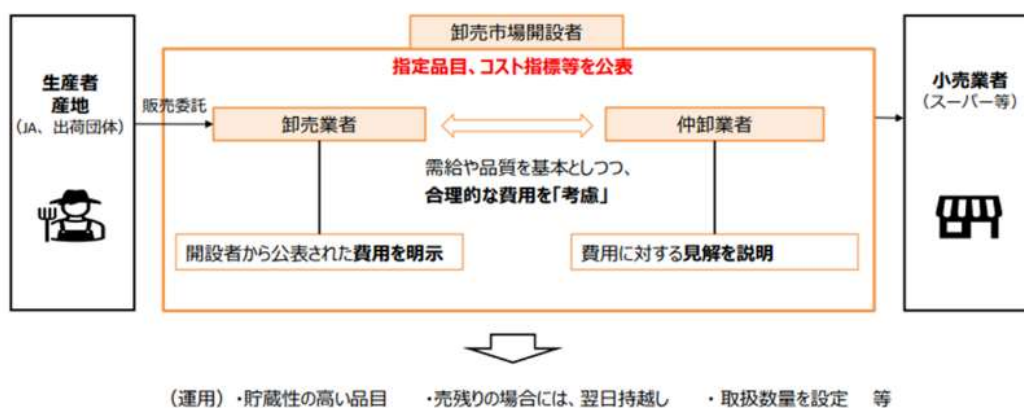 卸売市場開設者
指定品目、コスト指標等を公表
生産者
産地
(JA、出荷団体)
販売委託
卸売業者
仲卸業者
小売業者
(スーパー等)
需給や品質を基本としつつ、
合理的な費用を「考慮」
開設者から公表された費用を明示
費用に対する見解を説明
(運用)・貯蔵性の高い品目 ・売残りの場合には、翌日持越し ・取扱数量を設定 等